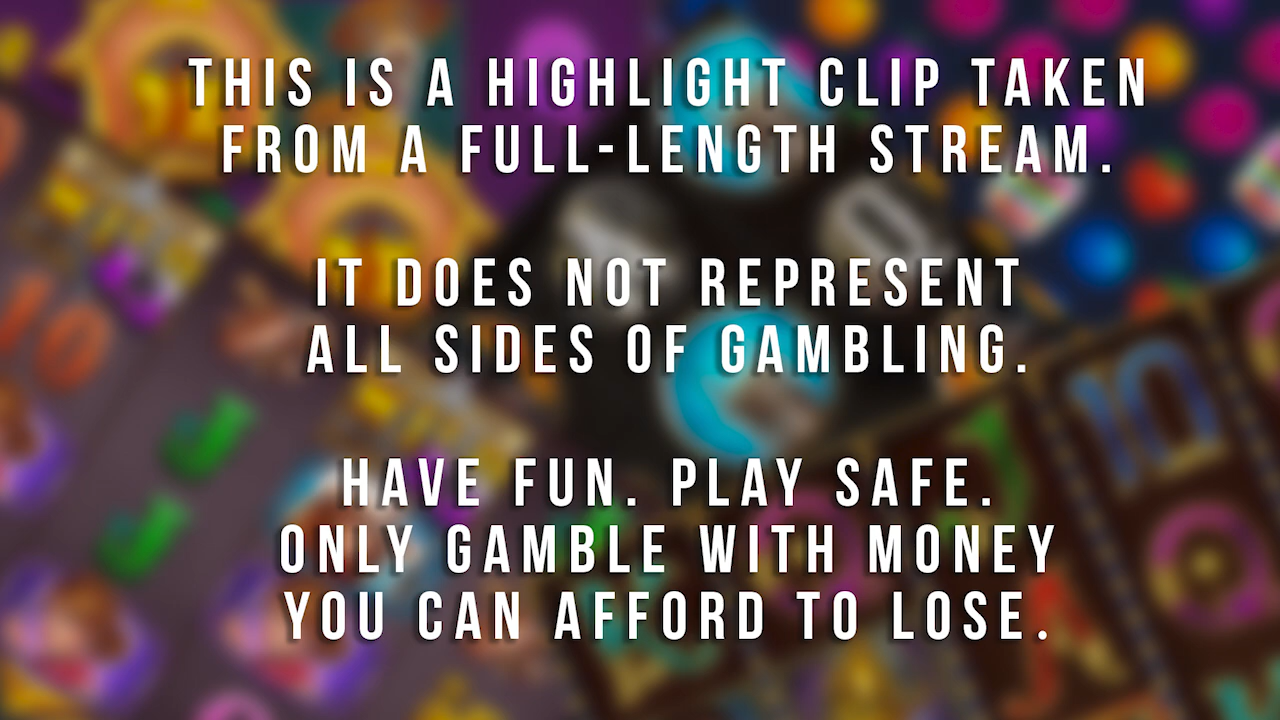 THIS IS A HIGHLIGHT CLIP TAKEN
FROM A FULL-LENGTH STREAM.
IT DOES NOT REPRESENT
ALL SIDES OF GAMBLING.
HAVE FUN. PLAY SAFE.
ONLY GAMBLE WITH MONEY
YOU CAN AFFORD TO LOSE.